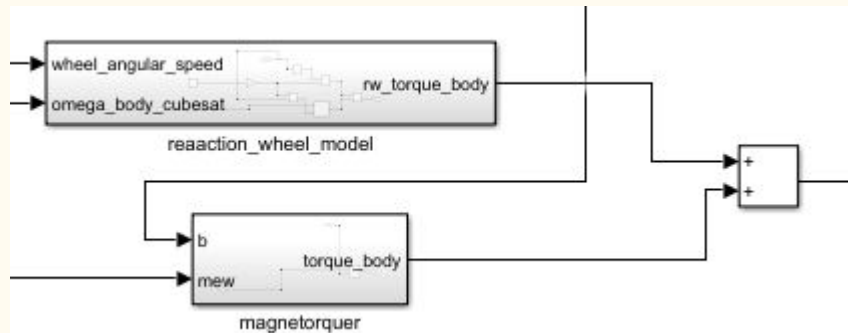 wheel_angular_speed
omega_body_cubesat
rw_torque_body
reaaction_wheel_model
+
+
b
mew
torque_body
magnetorquer